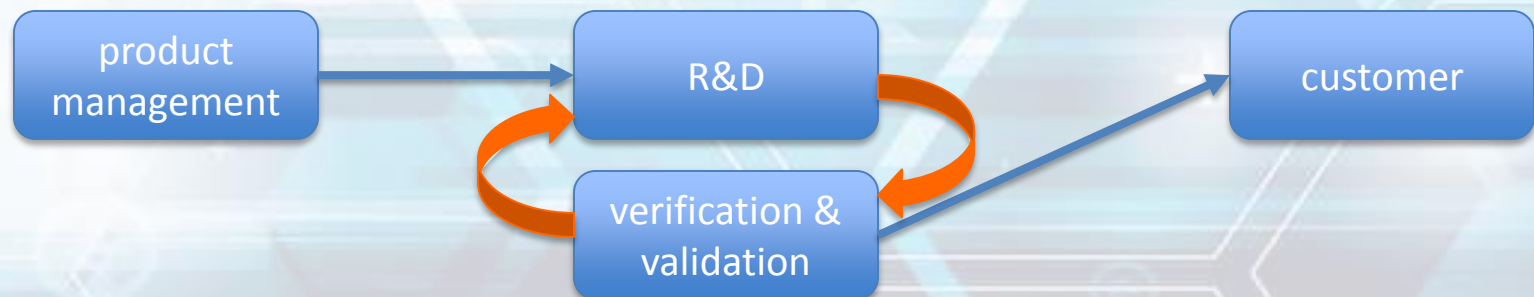 product
management
R&D
customer
verification &
validation